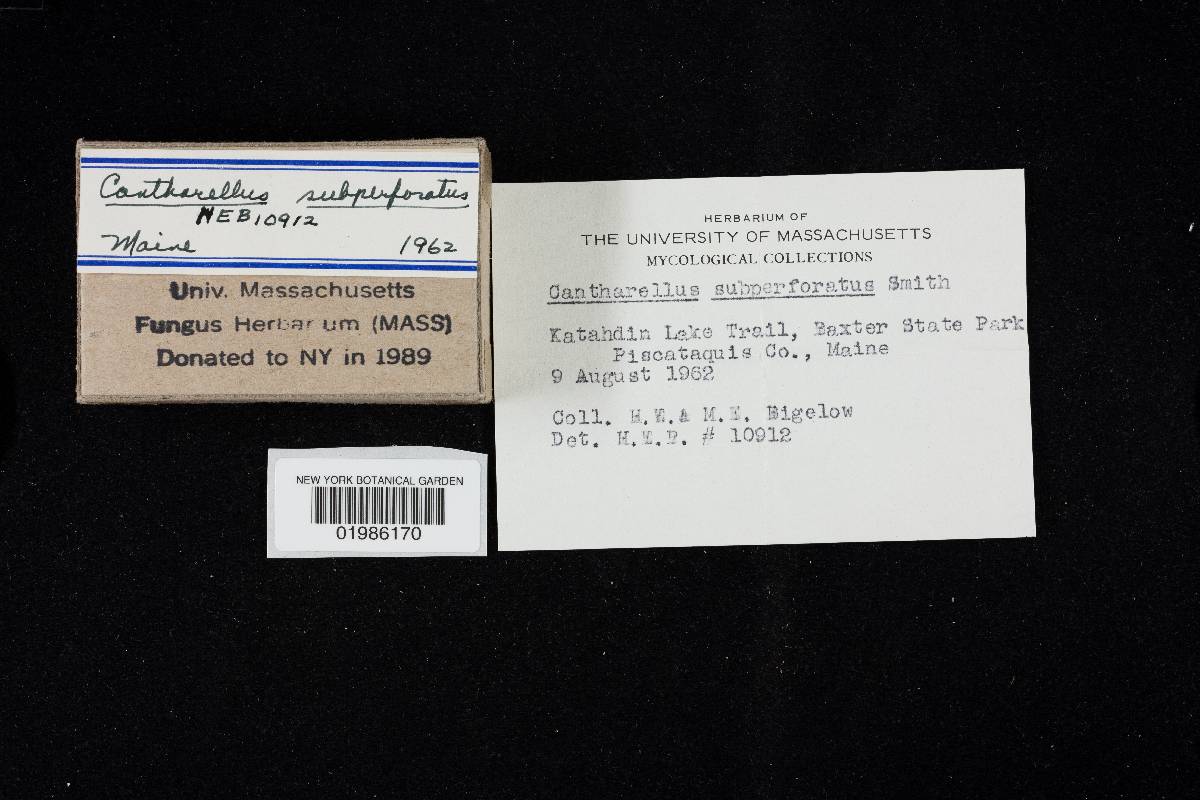 Cantharellus subperforatus
HEB10912
Maine 1962
Univ. Massachusetts
Fungus Herbarium (MASS)
Donated to NY in 1989
HERBARIUM OF
THE UNIVERSITY OF MASSACHUSETTS
MYCOLOGICAL COLLECTIONS
Cantharellus subperforatus Smith
Katahdin Lake Trail, Baxter State Park
Piscataquis Co., Maine
9 August 1962
Coll. H.E.& M.E. Bigelow
Det. H.E.B. # 10912
NEW YORK BOTANICAL GARDEN
01986170